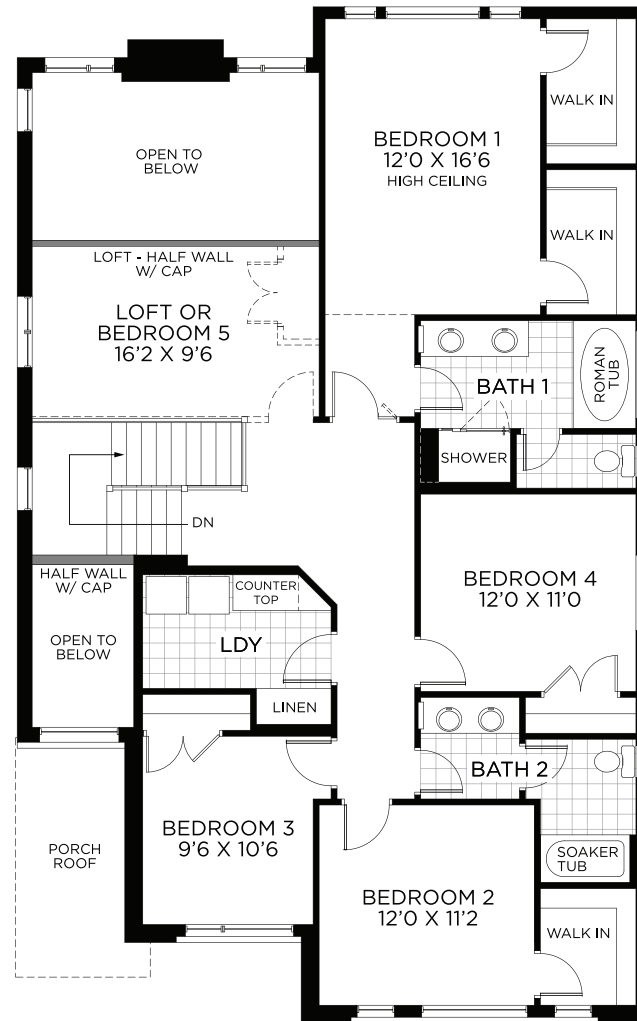 WALK IN
BEDROOM 1
12'0 X 16'6
HIGH CEILING
OPEN TO
BELOW
WALK IN
LOFT - HALF WALL
W/ CAP
LOFT OR
BEDROOM 5
16'2 X 9'6
BATH 1
ROMAN
TUB
SHOWER
DN
HALF WALL
W/ CAP
COUNTER
TOP
BEDROOM 4
12'0 X 11'0
OPEN TO
BELOW
LDY
LINEN
BATH 2
BEDROOM 3
9'6 X 10'6
PORCH
ROOF
SOAKER
TUB
BEDROOM 2
12'0 X 11'2
WALK IN